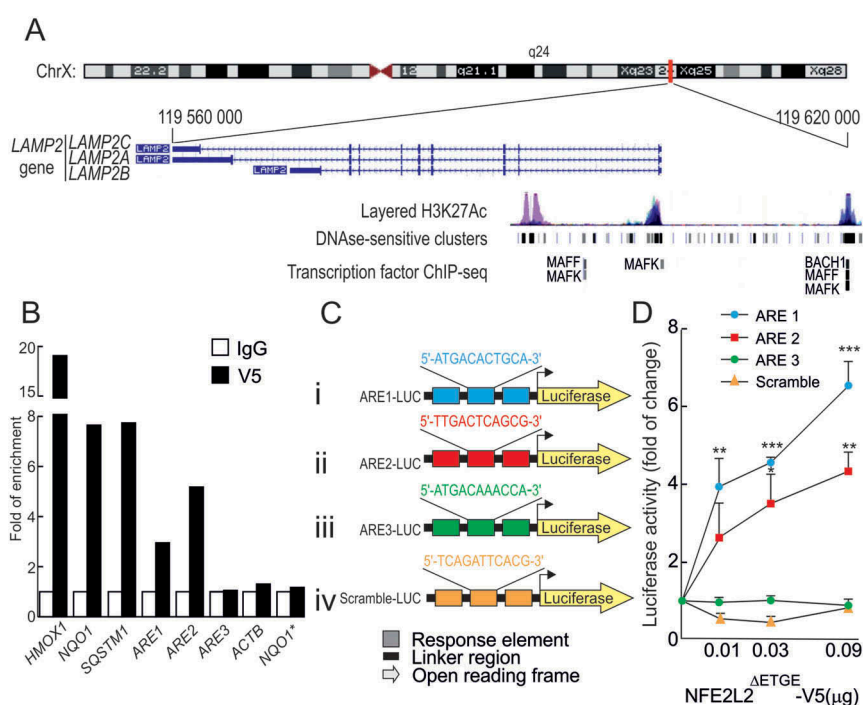 A
q24
ChrX: 22.2 12 q21.1 Xq23 24 Xq25 Xq28
119 560 000 119 620 000
LAMP2 gene
LAMP2C LAMP2
LAMP2A LAMP2
LAMP2B LAMP2
Layered H3K27Ac
DNAse-sensitive clusters
Transcription factor ChIP-seq
MAFF
MAFK
MAFK
BACH1
MAFF
MAFK
B
IgG
V5
Fold of enrichment
20
15
8
6
4
2
0
HMOX1 NQO1 SQSTM1 ARE1 ARE2 ARE3 ACTB NQO1*
C
5'-ATGACACTGCA-3'
i ARE1-LUC Luciferase
5'-TTGACTCAGCG-3'
ii ARE2-LUC Luciferase
5'-ATGACAAACCA-3'
iii ARE3-LUC Luciferase
5'-TCAGATTCACG-3'
iv Scramble-LUC Luciferase
Response element
Linker region
Open reading frame
D
ARE 1
ARE 2
ARE 3
Scramble
Luciferase activity (fold of change)
8
6
4
2
0
***
** *** **
*
0.01 0.03 0.09
NFE2L2ΔETGE-V5(μg)